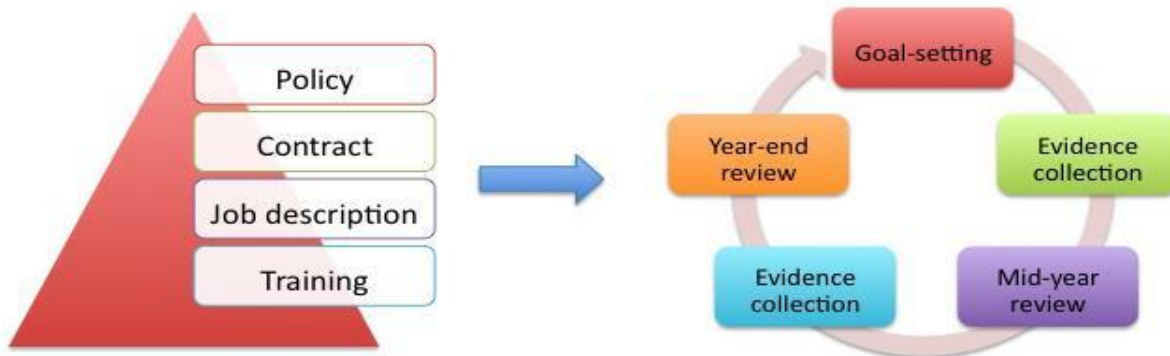 Policy
Contract
Job description
Training
Goal-setting
Evidence
collection
Mid-year
review
Evidence
collection
Year-end
review